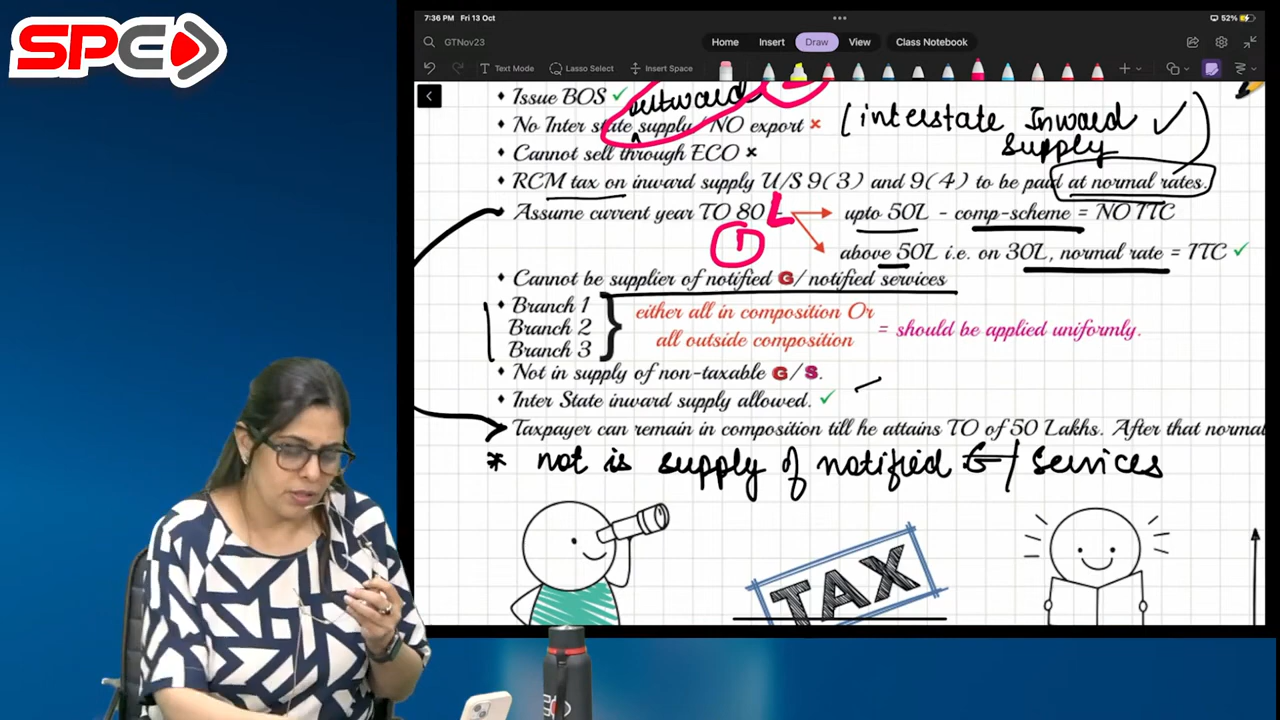 SPC
7:36 PM Fri 13 Oct
52%
GTNov23
Home Insert Draw View Class Notebook
Text Mode Lasso Select Insert Space
• Issue BOS ✓ outward
• No Inter state supply / NO export × (interstate Inward ✓ )
supply
• Cannot sell through ECO ×
• RCM tax on inward supply U/S 9(3) and 9(4) to be paid at normal rates.
• Assume current year TO 80 L → upto 50L - comp-scheme = NO ITC
①
above 50L i.e. on 30L, normal rate = ITC ✓
• Cannot be supplier of notified G/ notified services
• Branch 1
Branch 2
Branch 3
either all in composition Or
all outside composition
= should be applied uniformly.
• Not in supply of non-taxable G/S.
• Inter State inward supply allowed. ✓
Taxpayer can remain in composition till he attains TO of 50 Lakhs. After that normal
* not is supply of notified G/ services
TAX